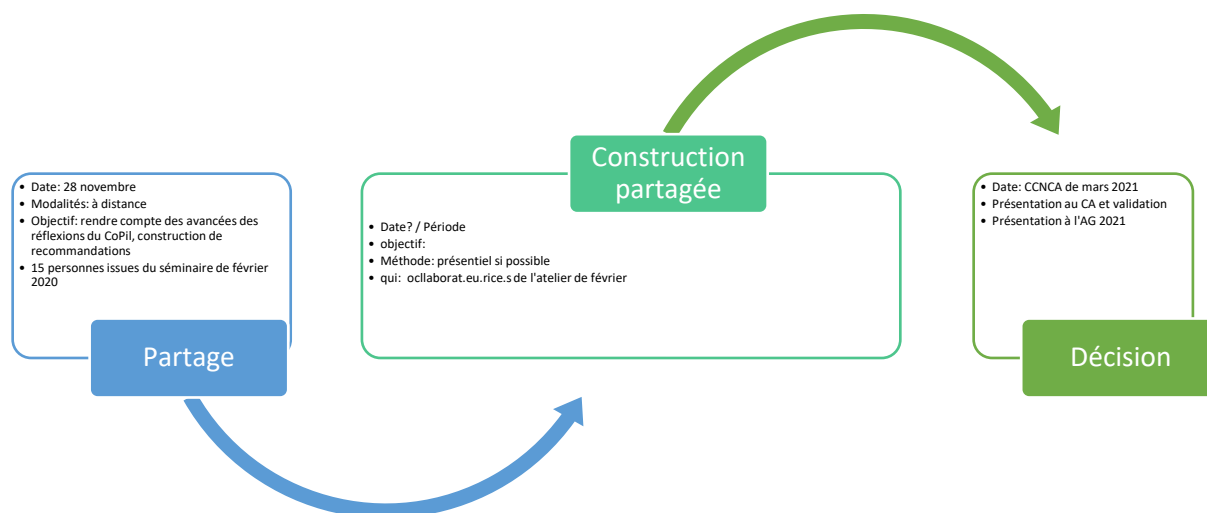 • Date: 28 novembre
• Modalités: à distance
• Objectif: rendre compte des avancées des
réflexions du CoPil, construction de
recommandations
• 15 personnes issues du séminaire de février
2020
Partage
Construction
partagée
• Date? / Période
• objectif:
• Méthode: présentiel si possible
• qui: ocllaborat.eu.rice.s de l'atelier de février
• Date: CCNCA de mars 2021
• Présentation au CA et validation
• Présentation à l'AG 2021
Décision